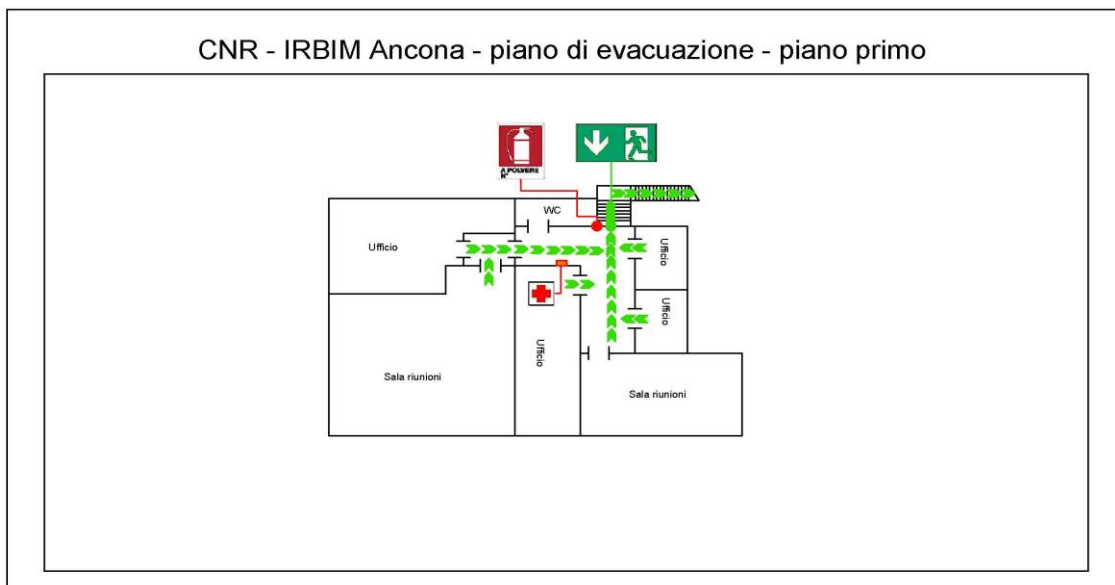 CNR - IRBIM Ancona - piano di evacuazione - piano primo
A POLVERE
N°
WC
Ufficio
Ufficio
Ufficio
Ufficio
Sala riunioni
Sala riunioni